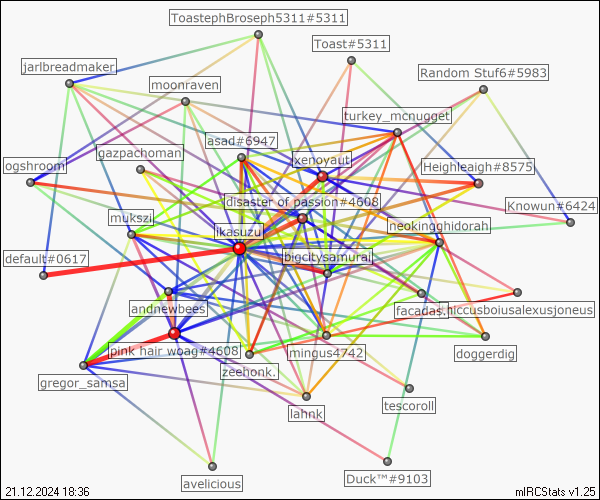 ToastephBroseph5311#5311
Toast#5311
jarlbreadmaker
Random Stuf6#5983
moonraven
turkey_mcnugget
asad#6947
gazpachoman
xenoyaut
ogshroom
Heighleaigh#8575
disaster of passion#4608
Knowun#6424
mukszi
likasuzu
neokingghidorah
default#0617
bigcitysamurai
andnewbees
facadas.
hiccusboiusalexusjoneus
pink hair woag#4608
mingus4742
doggerdig
zeehonk.
gregor_samsa
tescoroll
lahnk
avelicious
Duck™#9103
21.12.2024 18:36
mIRCStats v1.25